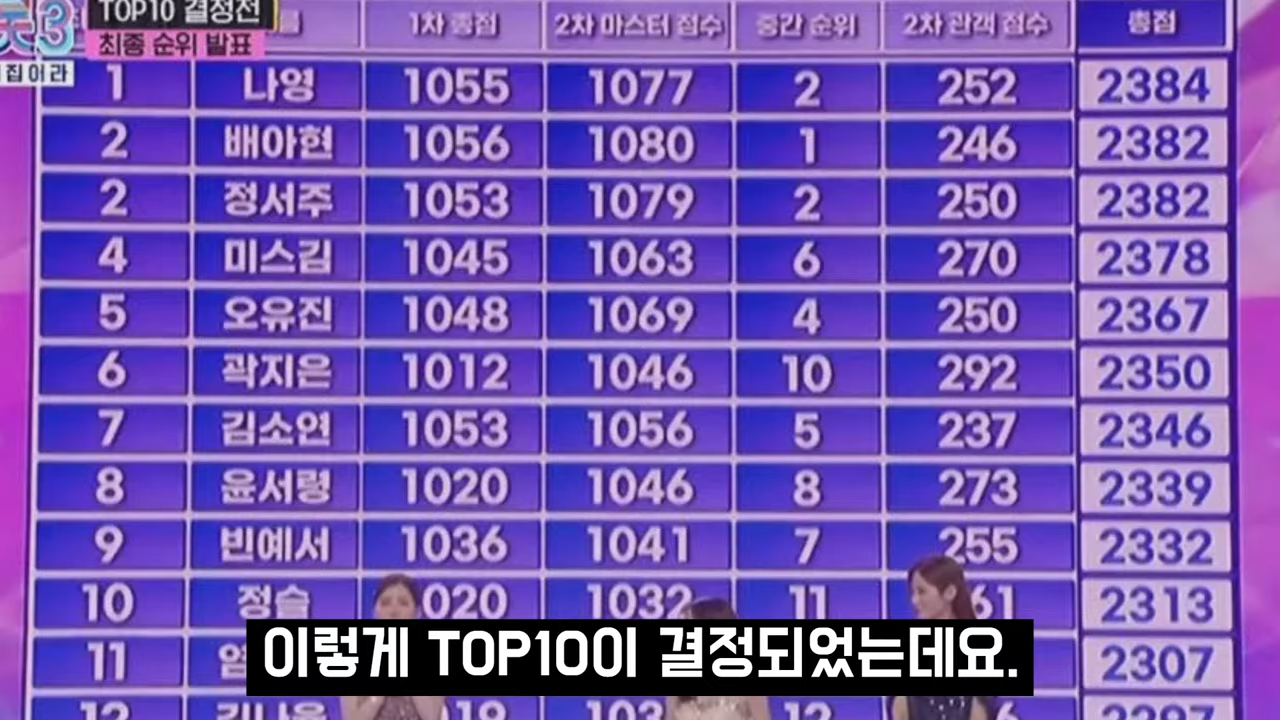 TOP10 결정전
최종 순위 발표
1차 총점 2차 마스터 점수 중간 순위 2차 관객 점수 총점
1 나영 1055 1077 2 252 2384
2 배아현 1056 1080 1 246 2382
2 정서주 1053 1079 2 250 2382
4 미스김 1045 1063 6 270 2378
5 오유진 1048 1069 4 250 2367
6 곽지은 1012 1046 10 292 2350
7 김소연 1053 1056 5 237 2346
8 윤서령 1020 1046 8 273 2339
9 빈예서 1036 1041 7 255 2332
10 정슬 1032 11 2313
11 2307
12
이렇게 TOP10이 결정되었는데요.